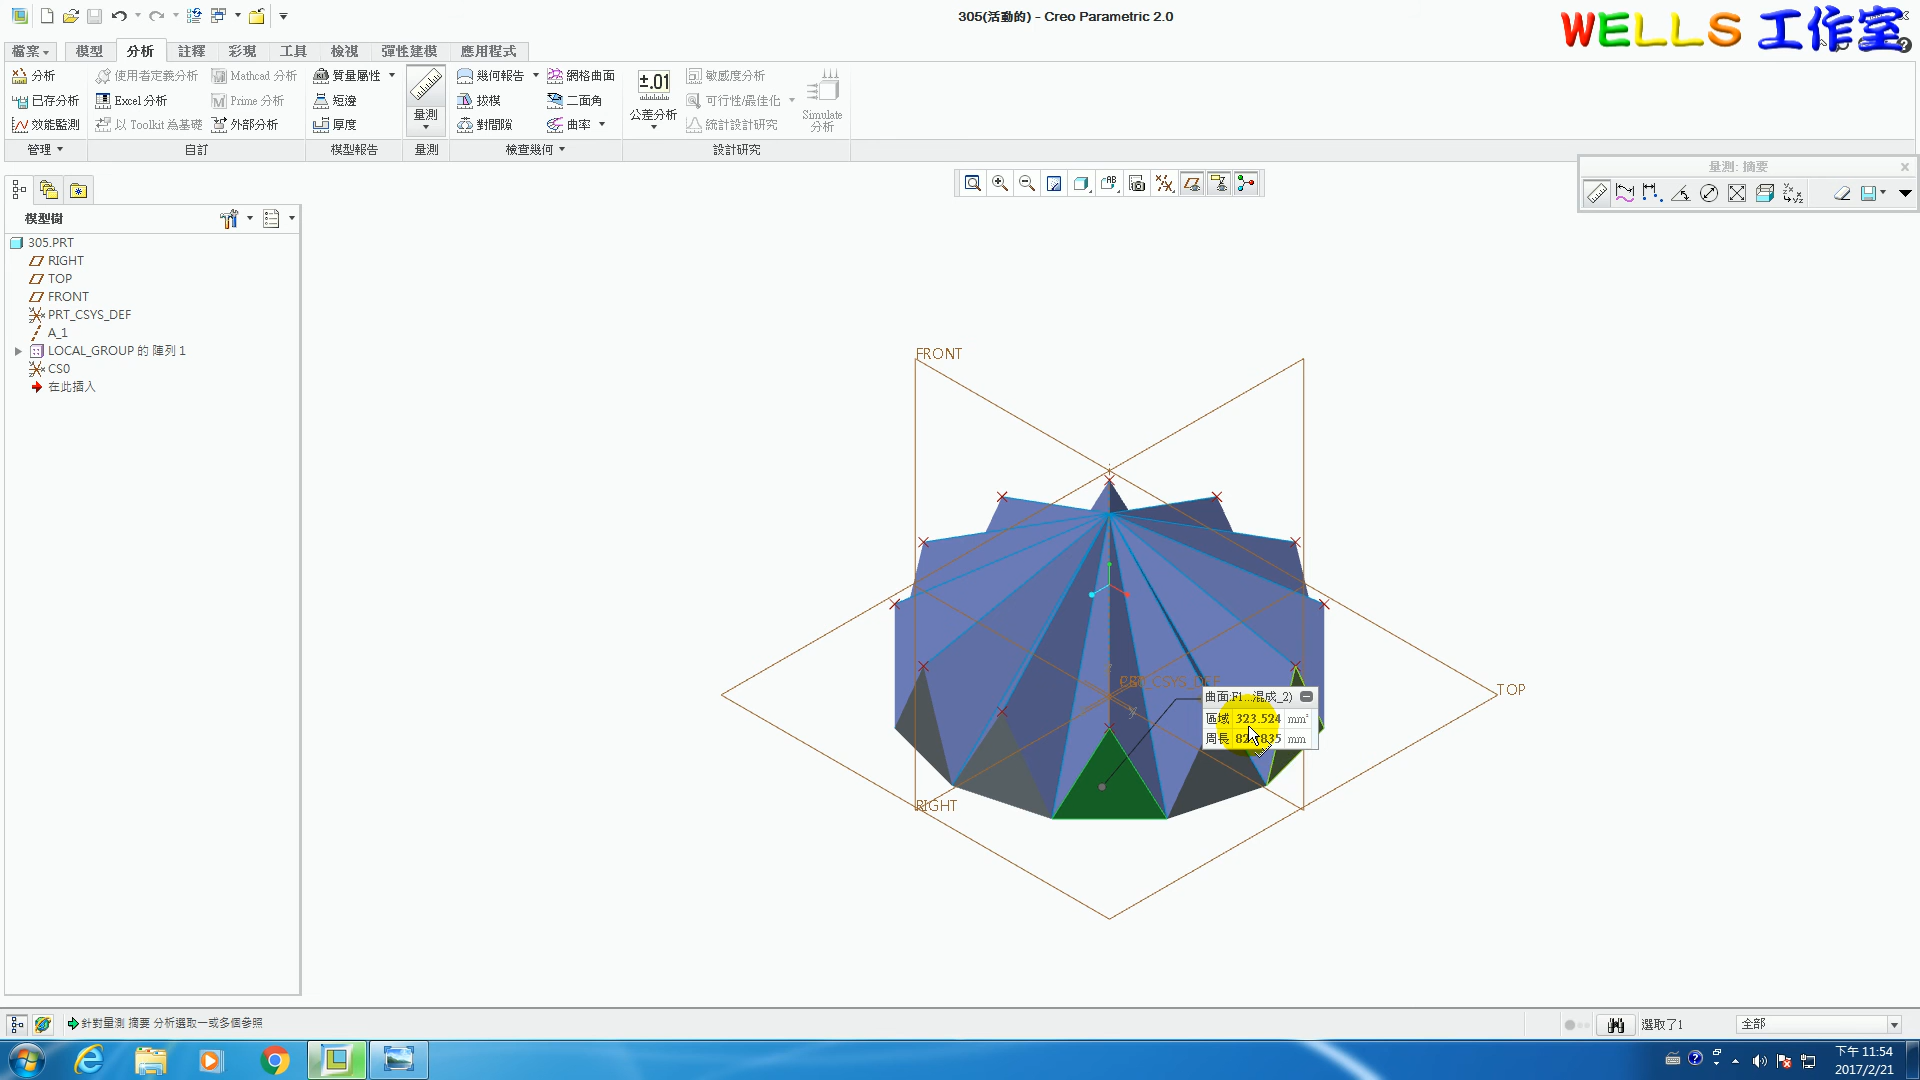 305(活動的) - Creo Parametric 2.0
WELLS 工作室
檔案 模型 分析 註釋 彩現 工具 檢視 彈性建模 應用程式
分析 使用者定義分析 Mathcad 分析 質量屬性 幾何報告 網格曲面 敏感度分析
已存分析 Excel 分析 Prime 分析 短邊 拔模 二面角 可行性/最佳化
效能監測 以 Toolkit 為基礎 外部分析 厚度 對間隙 曲率 統計設計研究
量測 ±.01 公差分析 Simulate 分析
管理 自訂 模型報告 量測 檢查幾何 設計研究
量測: 摘要
模型樹
305.PRT
RIGHT
TOP
FRONT
PRT_CSYS_DEF
A_1
LOCAL_GROUP 的 陣列 1
CS0
在此插入
FRONT
TOP
曲面:F1...混成_2)
區域 323.524 mm²
周長 mm
RIGHT
針對量測 摘要 分析選取一或多個參照
選取了1
全部
下午 11:54
2017/2/21